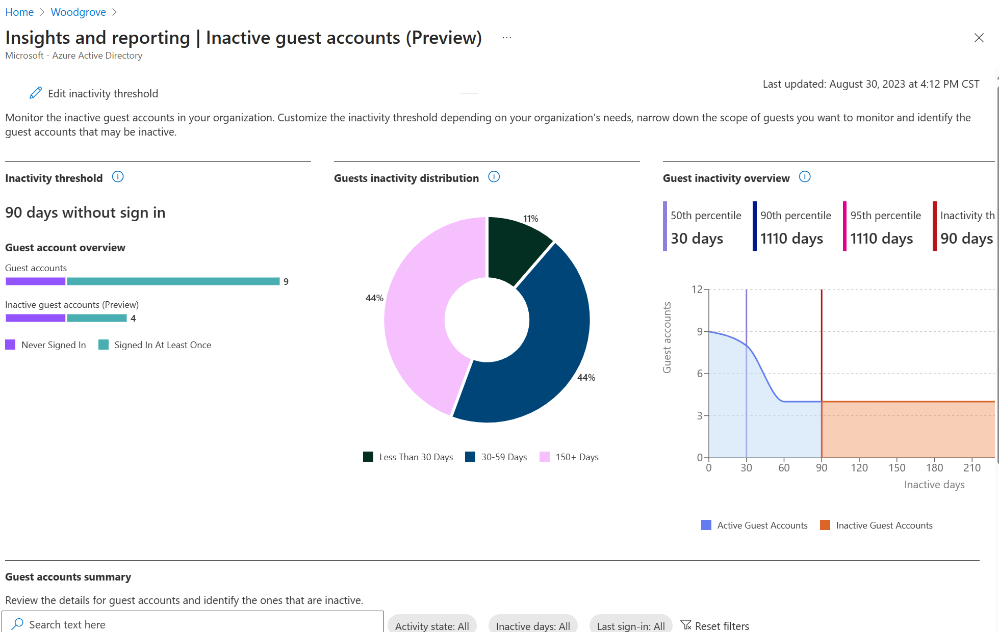 Home > Woodgrove >
Insights and reporting | Inactive guest accounts (Preview) ...
Microsoft - Azure Active Directory
Edit inactivity threshold
Last updated: August 30, 2023 at 4:12 PM CST
Monitor the inactive guest accounts in your organization. Customize the inactivity threshold depending on your organization's needs, narrow down the scope of guests you want to monitor and identify the
guest accounts that may be inactive.
Inactivity threshold
90 days without sign in
Guest account overview
Guest accounts
9
Inactive guest accounts (Preview)
4
Never Signed In
Signed In At Least Once
Guests inactivity distribution
11%
44%
44%
Less Than 30 Days
30-59 Days
150+ Days
Guest inactivity overview
50th percentile
30 days
90th percentile
1110 days
95th percentile
1110 days
Inactivity th
90 days
Guest accounts
12
9
6
3
0
0 30 60 90 120 150 180 210
Inactive days
Active Guest Accounts
Inactive Guest Accounts
Guest accounts summary
Review the details for guest accounts and identify the ones that are inactive.
Search text here
Activity state: All
Inactive days: All
Last sign-in: All
Reset filters